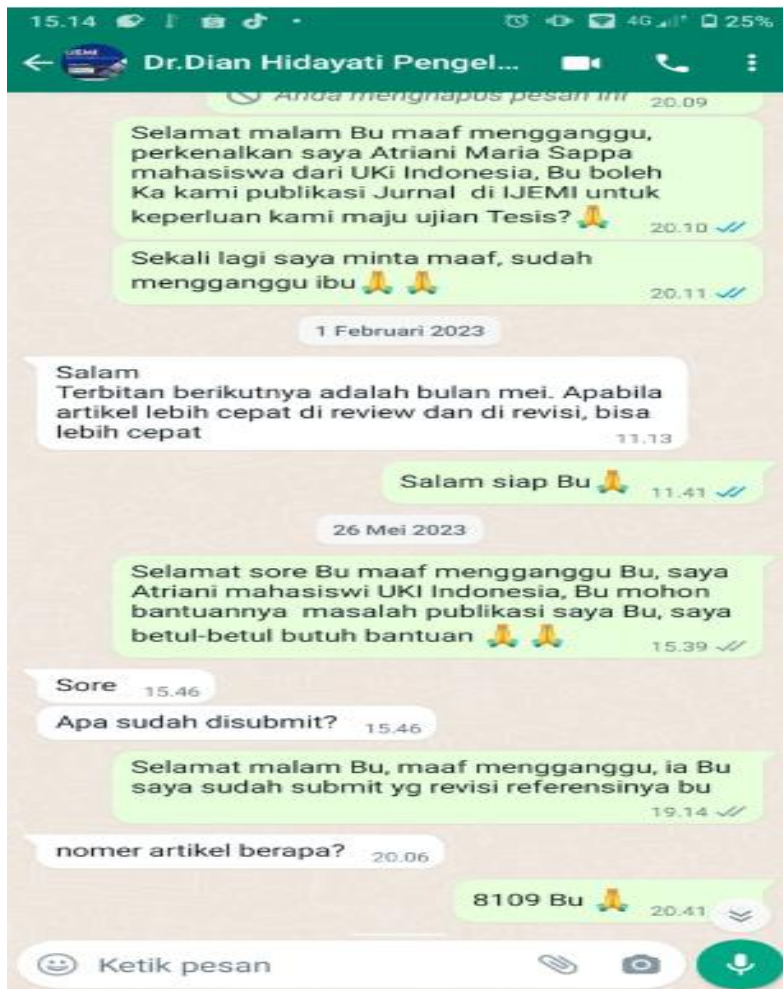 15.14 4G 25%
Dr.Dian Hidayati Pengel...
Anda menghapus pesan ini 20.09
Selamat malam Bu maaf mengganggu,
perkenalkan saya Atriani Maria Sappa
mahasiswa dari UKi Indonesia, Bu boleh
Ka kami publikasi Jurnal di IJEMI untuk
keperluan kami maju ujian Tesis? 🙏
20.10
Sekali lagi saya minta maaf, sudah
mengganggu ibu 🙏 🙏
20.11
1 Februari 2023
Salam
Terbitan berikutnya adalah bulan mei. Apabila
artikel lebih cepat di review dan di revisi, bisa
lebih cepat
11.13
Salam siap Bu 🙏 11.41
26 Mei 2023
Selamat sore Bu maaf mengganggu Bu, saya
Atriani mahasiswi UKI Indonesia, Bu mohon
bantuannya masalah publikasi saya Bu, saya
betul-betul butuh bantuan 🙏 🙏
15.39
Sore 15.46
Apa sudah disubmit? 15.46
Selamat malam Bu, maaf mengganggu, ia Bu
saya sudah submit yg revisi referensinya bu
19.14
nomer artikel berapa? 20.06
8109 Bu 🙏 20.41
Ketik pesan